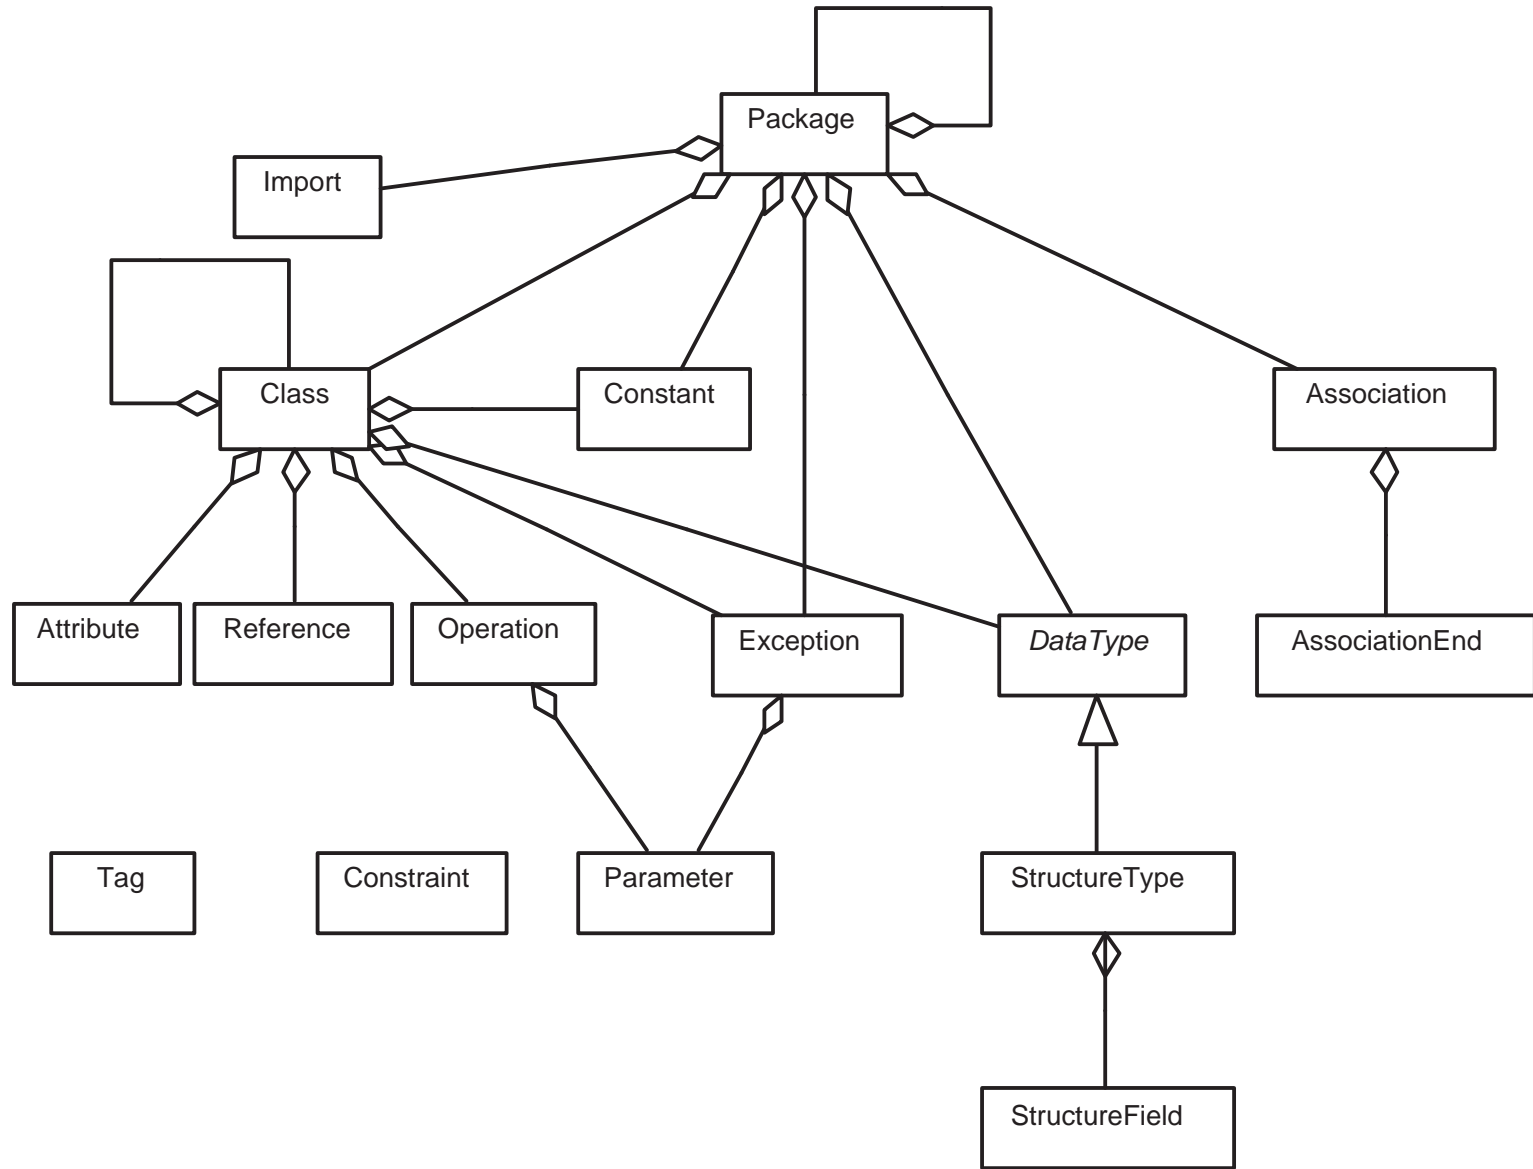 Package
Import
Class
Constant
Association
Attribute
Reference
Operation
Exception
DataType
AssociationEnd
Tag
Constraint
Parameter
StructureType
StructureField